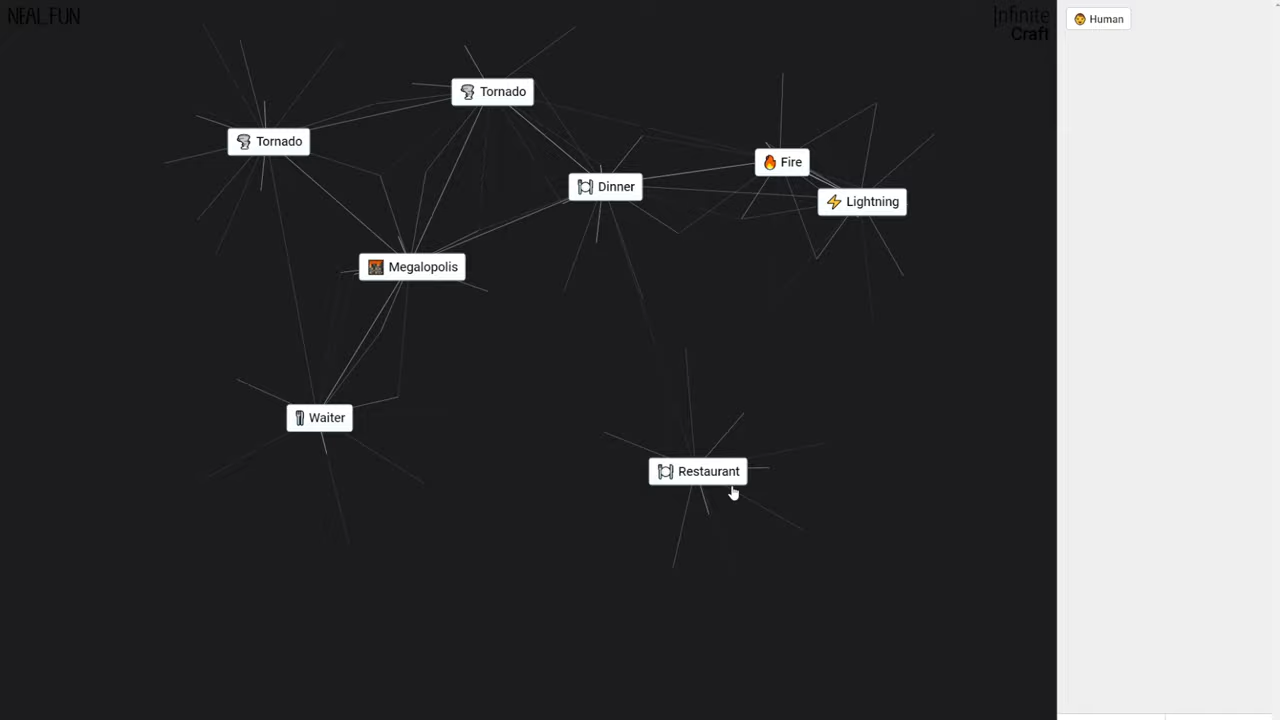 NEAL.FUN
Infinite
Craft
Human
Tornado
Tornado
Fire
Dinner
Lightning
Megalopolis
Waiter
Restaurant